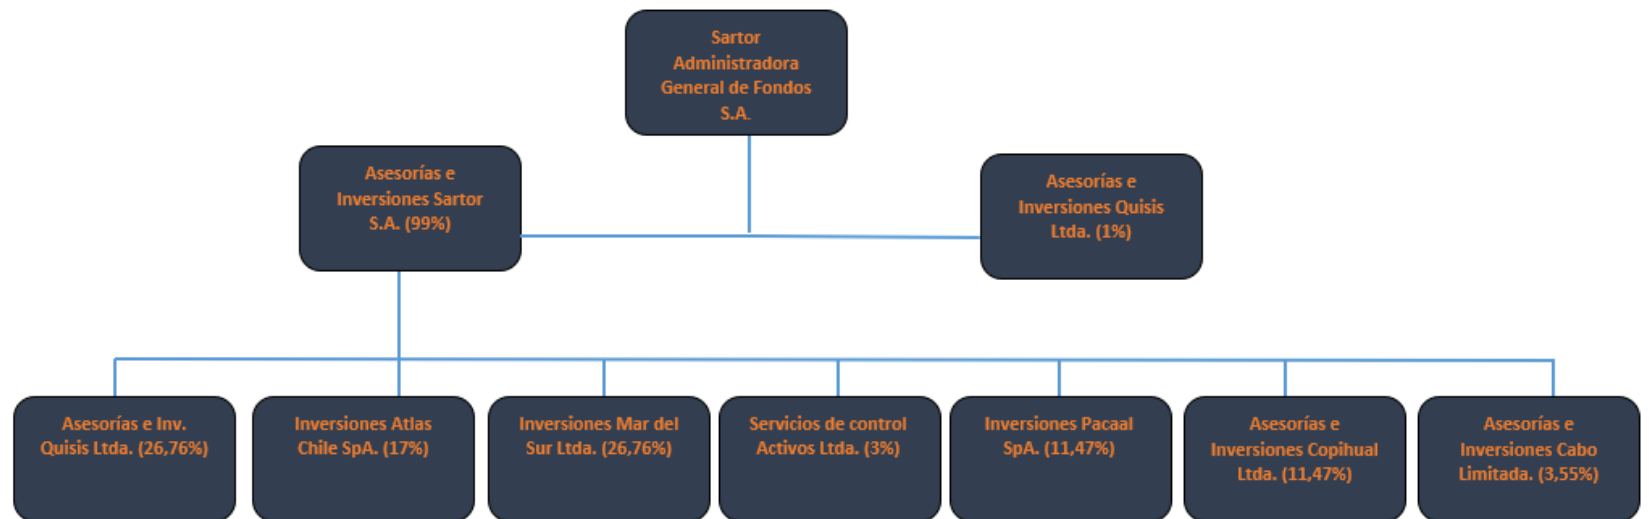 Sartor
Administradora
General de Fondos
S.A.
Asesorías e
Inversiones Sartor
S.A. (99%)
Asesorías e
Inversiones Quisis
Ltda. (1%)
Asesorías e Inv.
Quisis Ltda. (26,76%)
Inversiones Atlas
Chile SpA. (17%)
Inversiones Mar del
Sur Ltda. (26,76%)
Servicios de control
Activos Ltda. (3%)
Inversiones Pacaal
SpA. (11,47%)
Asesorías e
Inversiones Copihual
Ltda. (11,47%)
Asesorías e
Inversiones Cabo
Limitada. (3,55%)